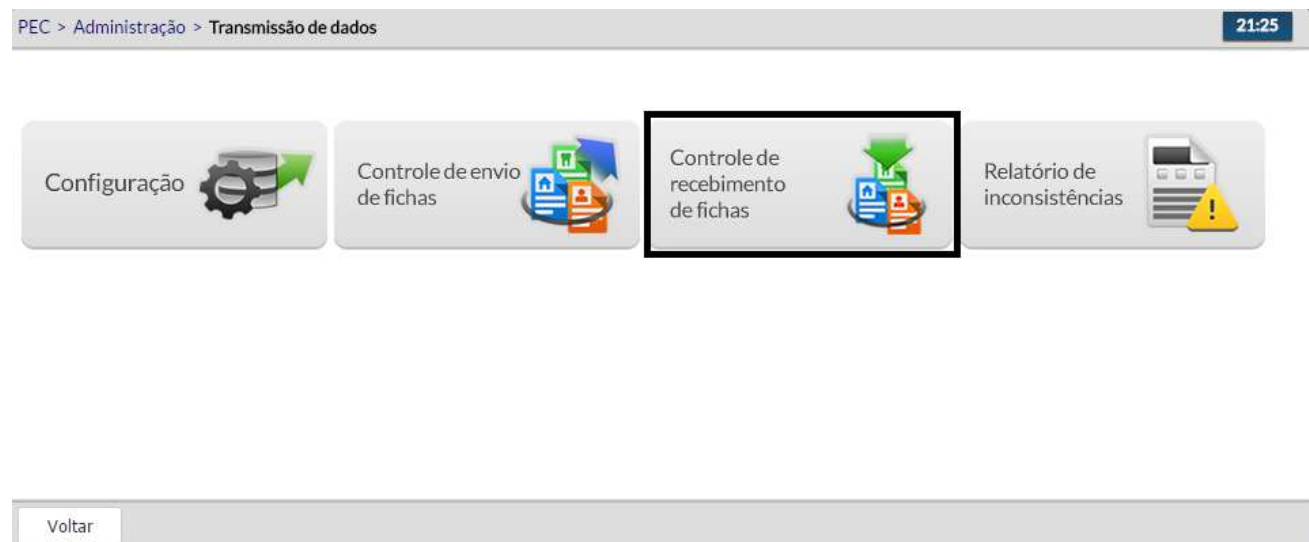 PEC > Administração > Transmissão de dados
21:25
Configuração
Controle de envio
de fichas
Controle de
recebimento
de fichas
Relatório de
inconsistências
Voltar